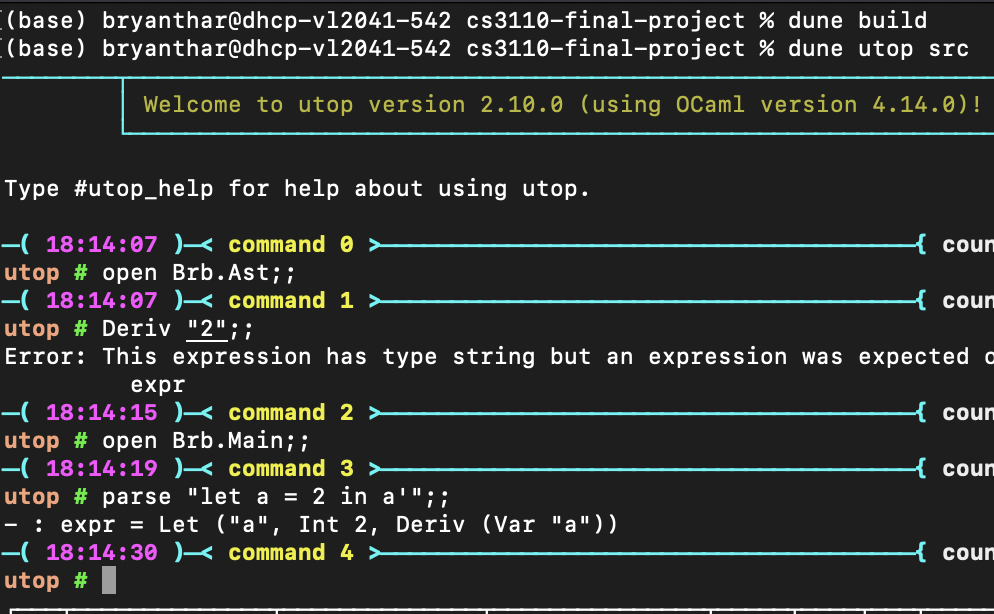 (base) bryanthar@dhcp-vl2041-542 cs3110-final-project % dune build
(base) bryanthar@dhcp-vl2041-542 cs3110-final-project % dune utop src
Welcome to utop version 2.10.0 (using OCaml version 4.14.0)!
Type #utop_help for help about using utop.
─( 18:14:07 )─< command 0 >─{ coun
utop # open Brb.Ast;;
─( 18:14:07 )─< command 1 >─{ coun
utop # Deriv "2";;
Error: This expression has type string but an expression was expected o
expr
─( 18:14:15 )─< command 2 >─{ coun
utop # open Brb.Main;;
─( 18:14:19 )─< command 3 >─{ coun
utop # parse "let a = 2 in a'";;
- : expr = Let ("a", Int 2, Deriv (Var "a"))
─( 18:14:30 )─< command 4 >─{ coun
utop #